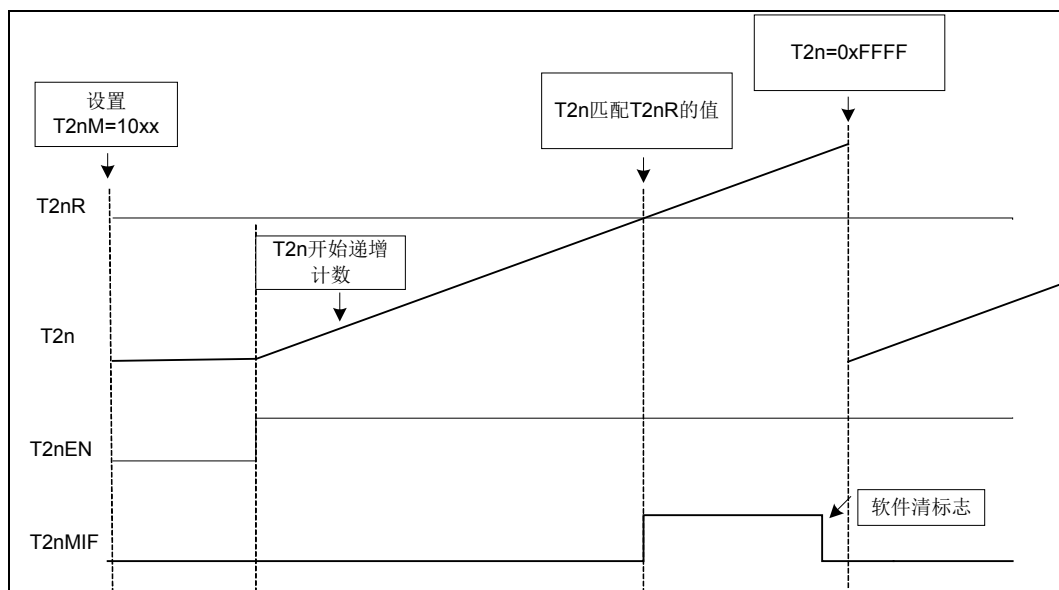 T2n=0xFFFF
设置
T2nM=10xx
T2n匹配T2nR的值
T2nR
T2n开始递增
计数
T2n
T2nEN
软件清标志
T2nMIF